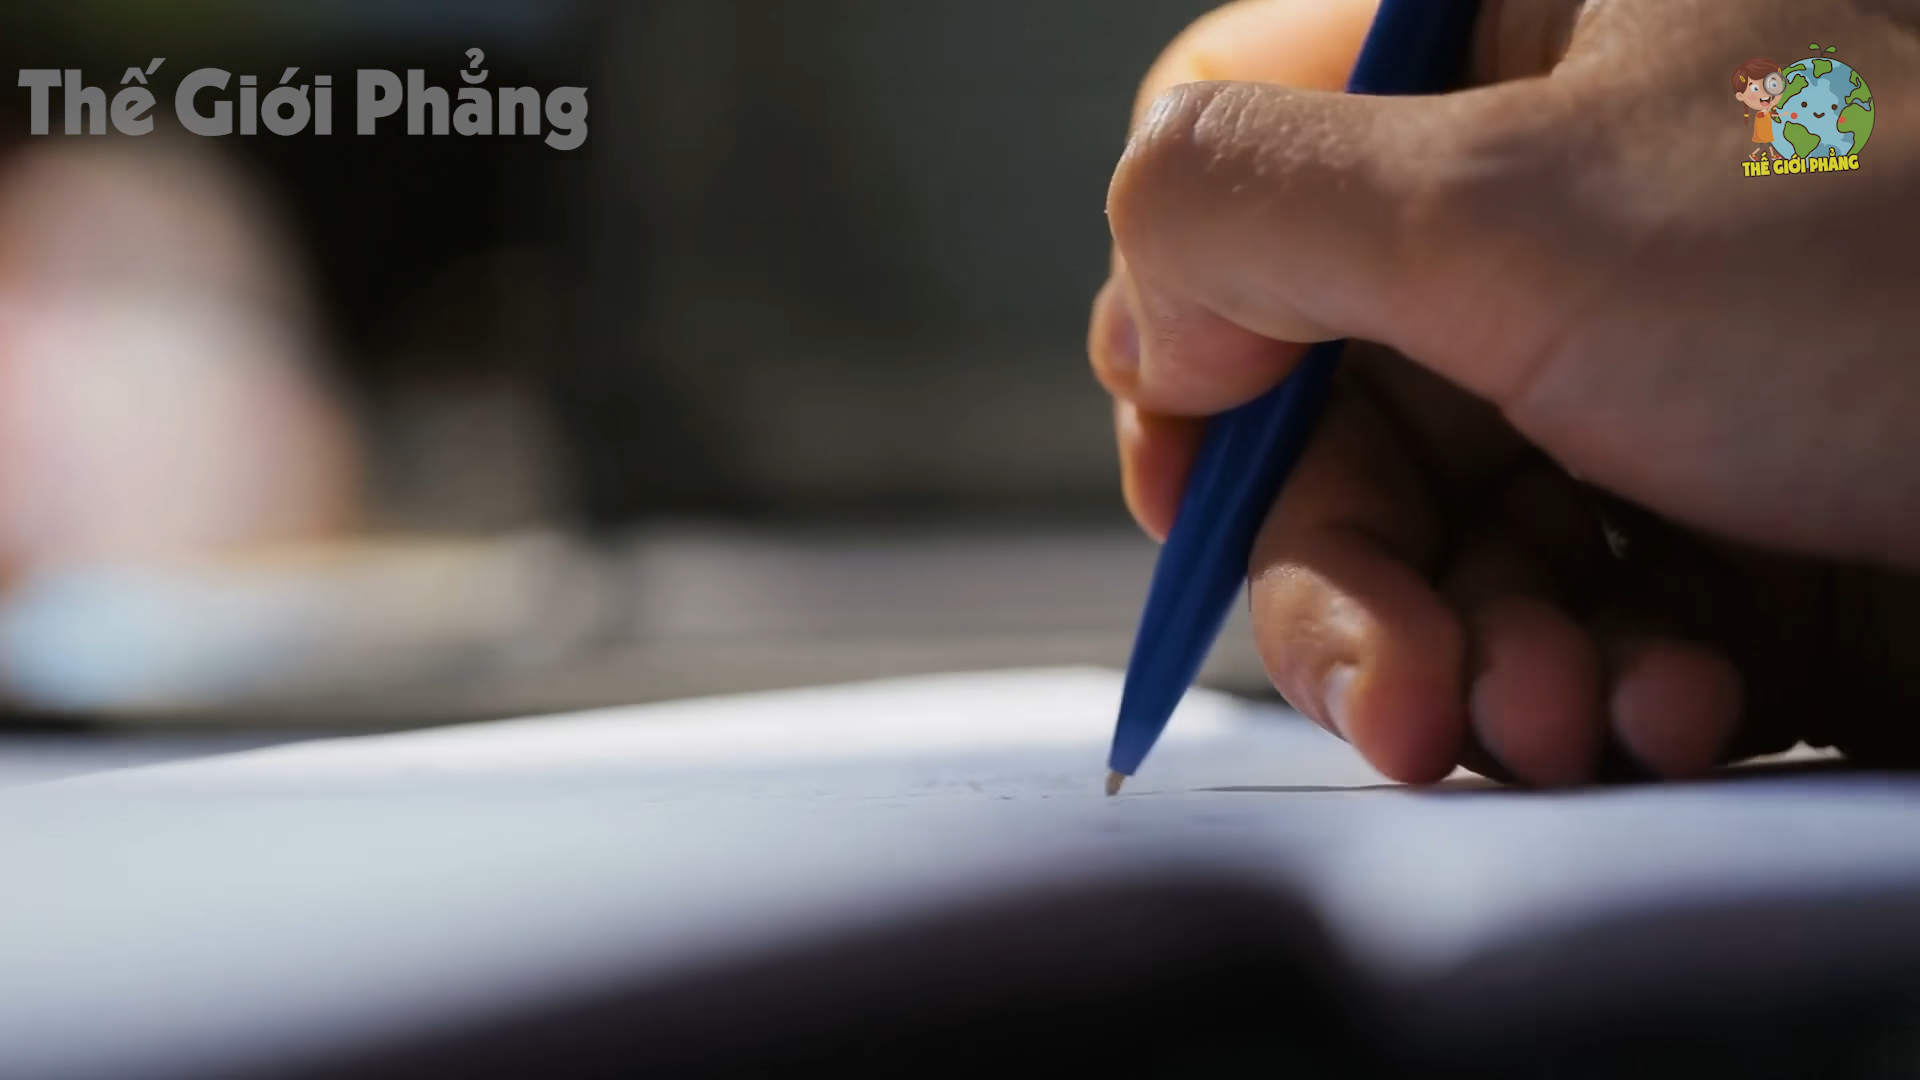 Thế Giới Phẳng
THẾ GIỚI PHẲNG